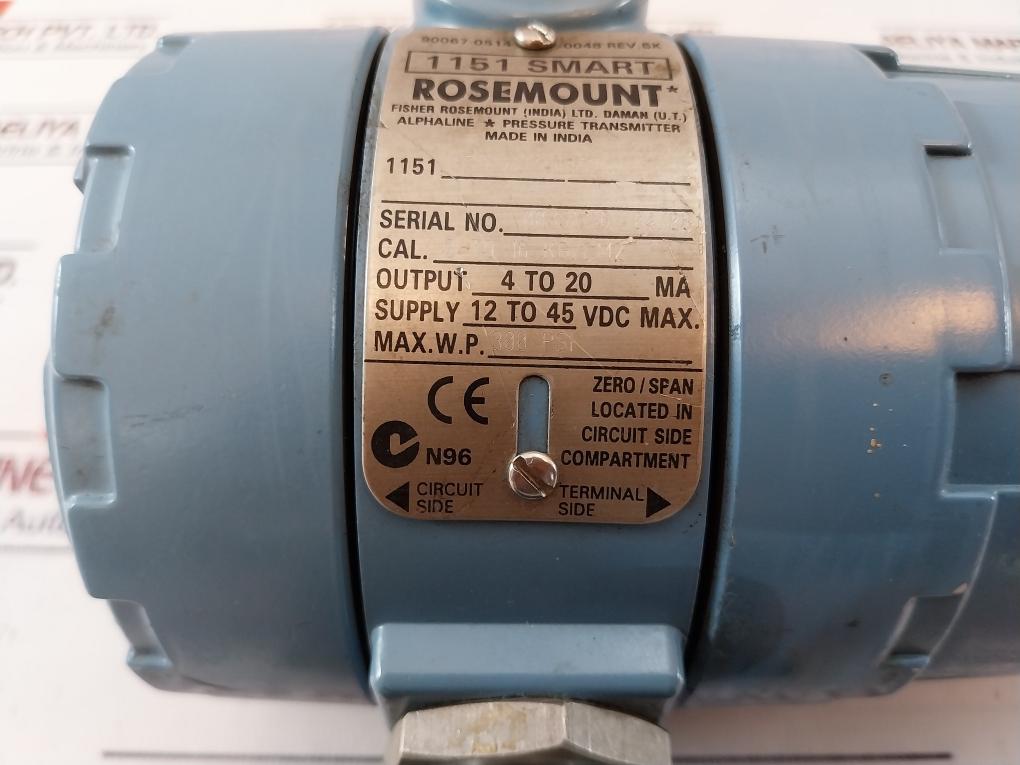 1151 SMART
ROSEMOUNT*
FISHER ROSEMOUNT (INDIA) LTD. DAMAN (U.T.)
ALPHALINE * PRESSURE TRANSMITTER
MADE IN INDIA
1151
SERIAL NO.
CAL.
OUTPUT 4 TO 20 MA
SUPPLY 12 TO 45 VDC MAX.
MAX.W.P. 300 PSI
CE
N96
ZERO / SPAN
LOCATED IN
CIRCUIT SIDE
COMPARTMENT
CIRCUIT SIDE
TERMINAL SIDE